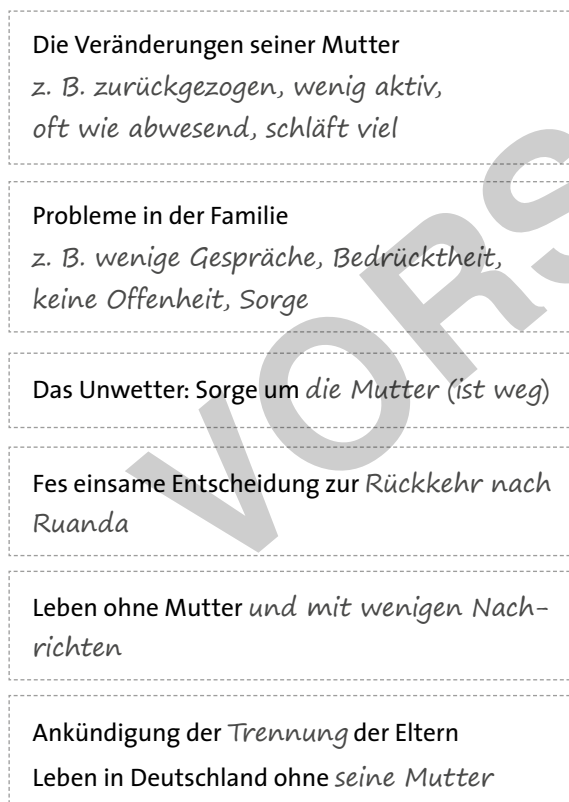 Die Veränderungen seiner Mutter
z. B. zurückgezogen, wenig aktiv,
oft wie abwesend, schläft viel
Probleme in der Familie
z. B. wenige Gespräche, Bedrücktheit,
keine Offenheit, Sorge
Das Unwetter: Sorge um die Mutter (ist weg)
Fes einsame Entscheidung zur Rückkehr nach
Ruanda
Leben ohne Mutter und mit wenigen Nach-
richten
Ankündigung der Trennung der Eltern
Leben in Deutschland ohne seine Mutter
VORS